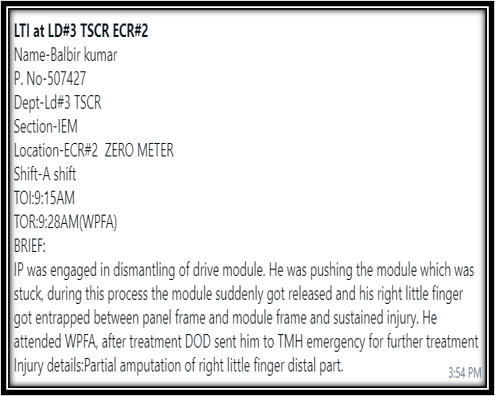 LTI at LD#3 TSCR ECR#2
Name-Balbir kumar
P. No-507427
Dept-Ld#3 TSCR
Section-IEM
Location-ECR#2  ZERO METER
Shift-A shift
TOI:9:15AM
TOR:9:28AM(WPFA)
BRIEF:
IP was engaged in dismantling of drive module. He was pushing the module which was
stuck, during this process the module suddenly got released and his right little finger
got entrapped between panel frame and module frame and sustained injury. He
attended WPFA, after treatment DOD sent him to TMH emergency for further treatment
Injury details:Partial amputation of right little finger distal part.
3:54 PM